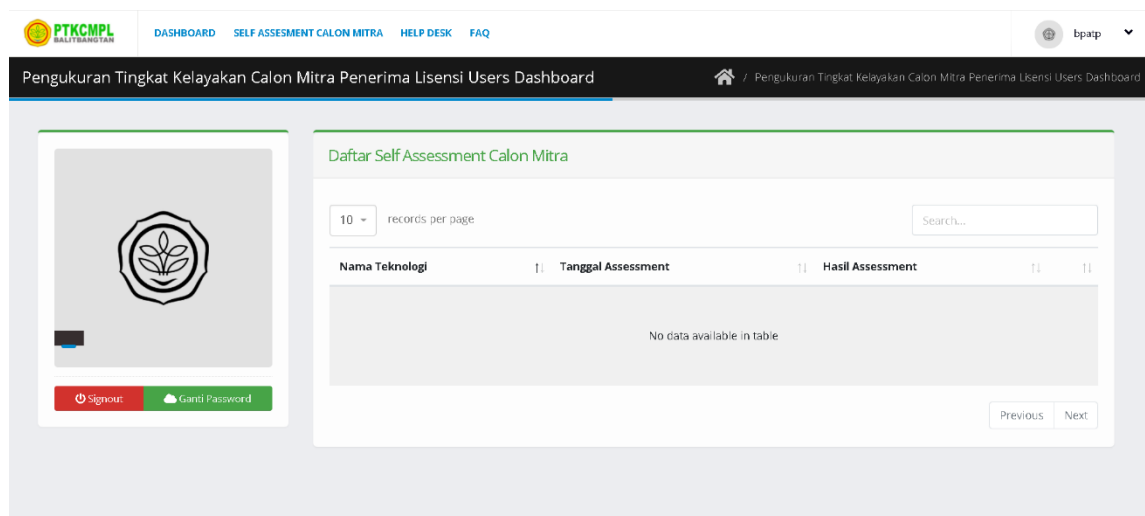 PTKCMPL
BALITBANGTAN
DASHBOARD SELF ASSESMENT CALON MITRA HELP DESK FAQ
bpatp
Pengukuran Tingkat Kelayakan Calon Mitra Penerima Lisensi Users Dashboard
/ Pengukuran Tingkat Kelayakan Calon Mitra Penerima Lisensi Users Dashboard
Signout
Ganti Password
Daftar Self Assessment Calon Mitra
10 records per page
Search...
Nama Teknologi Tanggal Assessment Hasil Assessment
No data available in table
Previous Next